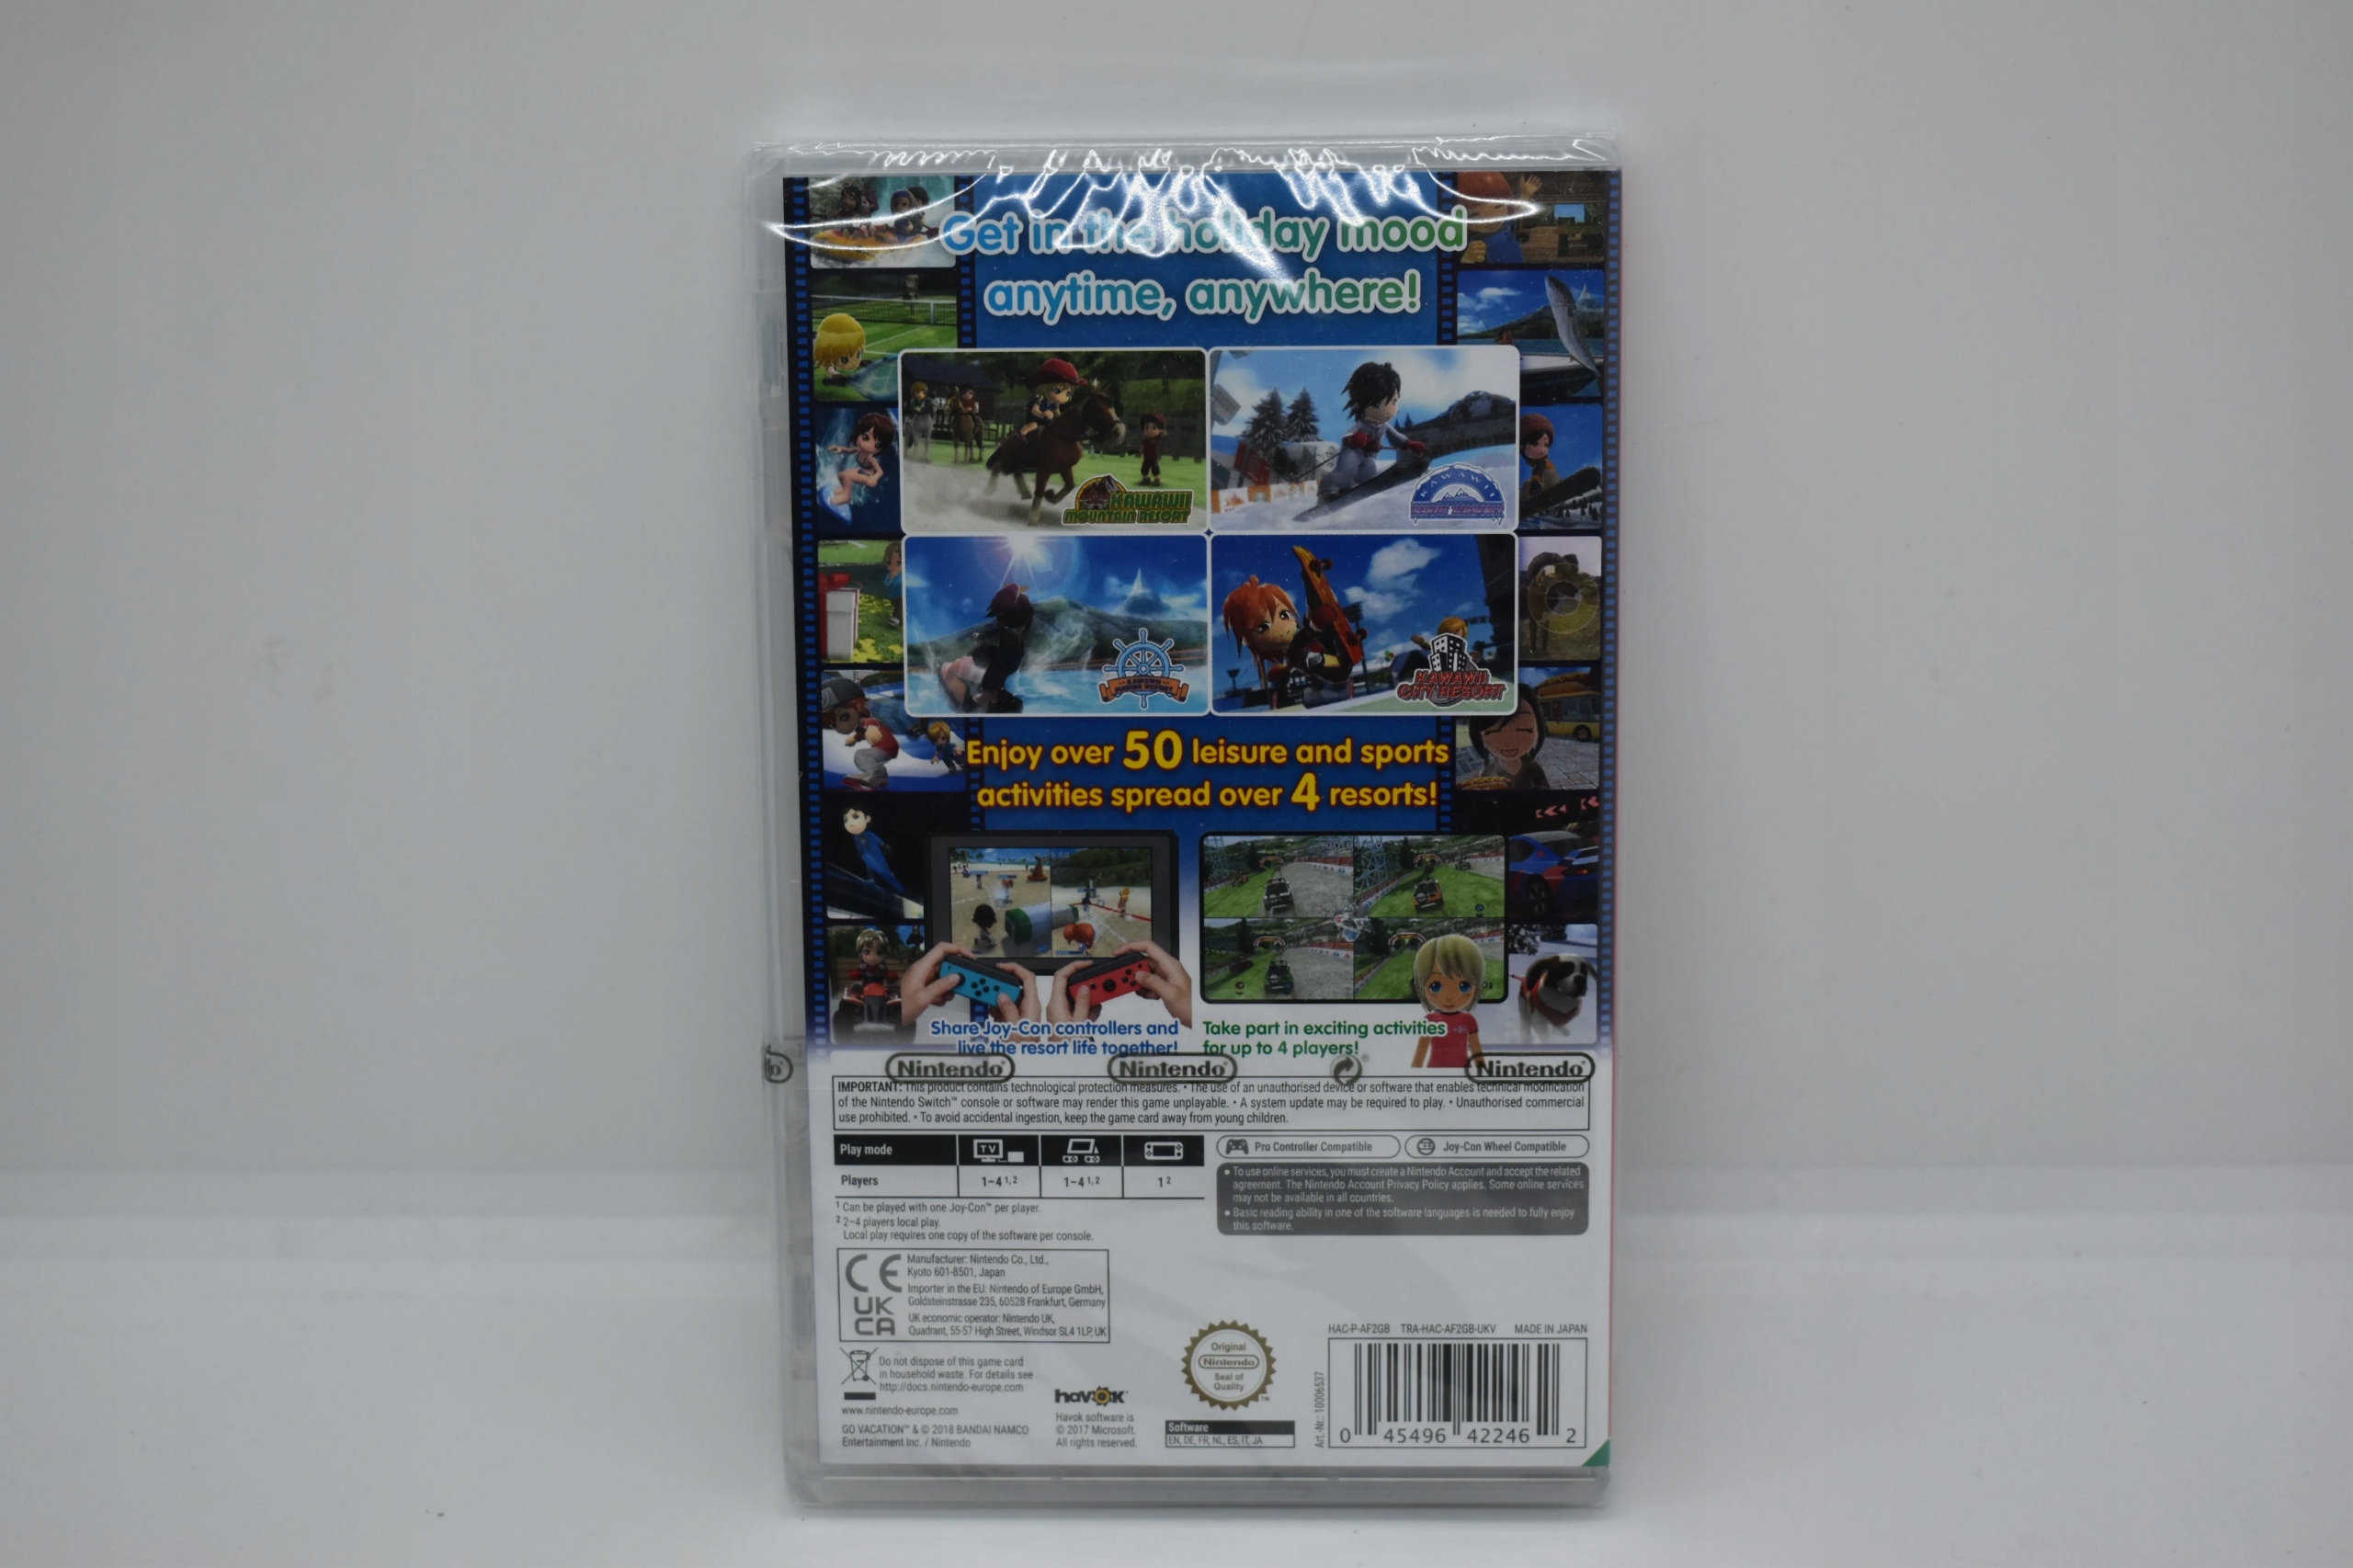 Get in the holiday mood
anytime, anywhere!
KAWAWII
MOUNTAIN RESORT
KAWAWII
KAWAWII
KAWAWII
CITY RESORT
Enjoy over 50 leisure and sports
activities spread over 4 resorts!
Share Joy-Con controllers and
live the resort life together!
Take part in exciting activities
for up to 4 players!
Nintendo® Nintendo® Nintendo®
IMPORTANT: This product contains technological protection measures. • The use of an unauthorised device or software that enables technical modification
of the Nintendo Switch™ console or software may render this game unplayable. • A system update may be required to play. • Unauthorised commercial
use prohibited. • To avoid accidental ingestion, keep the game card away from young children.
Play mode TV
Players 1-4 1,2 1-4 1,2 1 2
1 Can be played with one Joy-Con™ per player.
2 2-4 players local play.
Local play requires one copy of the software per console.
Pro Controller Compatible
Joy-Con Wheel Compatible
• To use online services, you must create a Nintendo Account and accept the related
agreement. The Nintendo Account Privacy Policy applies. Some online services
may not be available in all countries.
• Basic reading ability in one of the software languages is needed to fully enjoy
this software.
CE
UK
CA
Manufacturer: Nintendo Co., Ltd.,
Kyoto 601-8501, Japan
Importer in the EU: Nintendo of Europe GmbH,
Goldsteinstrasse 235, 60528 Frankfurt, Germany
UK economic operator: Nintendo UK,
Quadrant, 55-57 High Street, Windsor SL4 1LP, UK
Do not dispose of this game card
in household waste. For details see
http://docs.nintendo-europe.com
www.nintendo-europe.com
GO VACATION™ & © 2018 BANDAI NAMCO
Entertainment Inc. / Nintendo
havok
Havok software is
© 2017 Microsoft.
All rights reserved.
Original
Nintendo
Seal of
Quality
™
Software
EN, DE, FR, NL, ES, IT, JA
HAC-P-AF2GB TRA-HAC-AF2GB-UKV MADE IN JAPAN
Art.-Nr.: 10006537
0 45496 42246 2